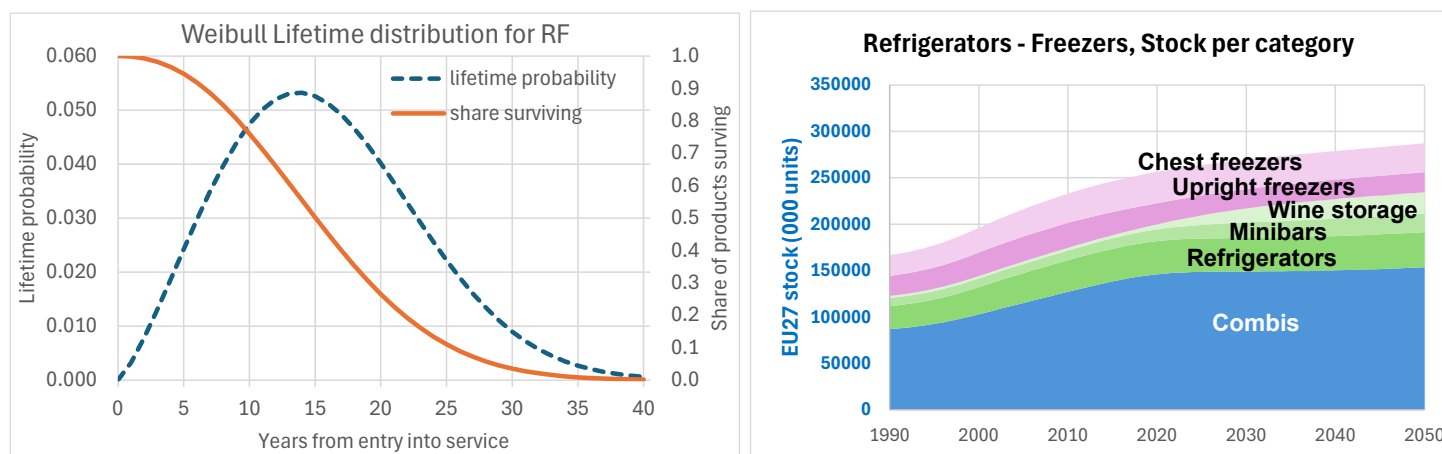 Weibull Lifetime distribution for RF
0.060
0.050
0.040
0.030
0.020
0.010
0.000
Lifetime probability
lifetime probability
share surviving
1.0
0.9
0.8
0.7
0.6
0.5
0.4
0.3
0.2
0.1
0.0
Share of products surving
0 5 10 15 20 25 30 35 40
Years from entry into service
Refrigerators - Freezers, Stock per category
350000
300000
250000
200000
150000
100000
50000
0
EU27 stock (000 units)
Chest freezers
Upright freezers
Wine storage
Minibars
Refrigerators
Combis
1990 2000 2010 2020 2030 2040 2050